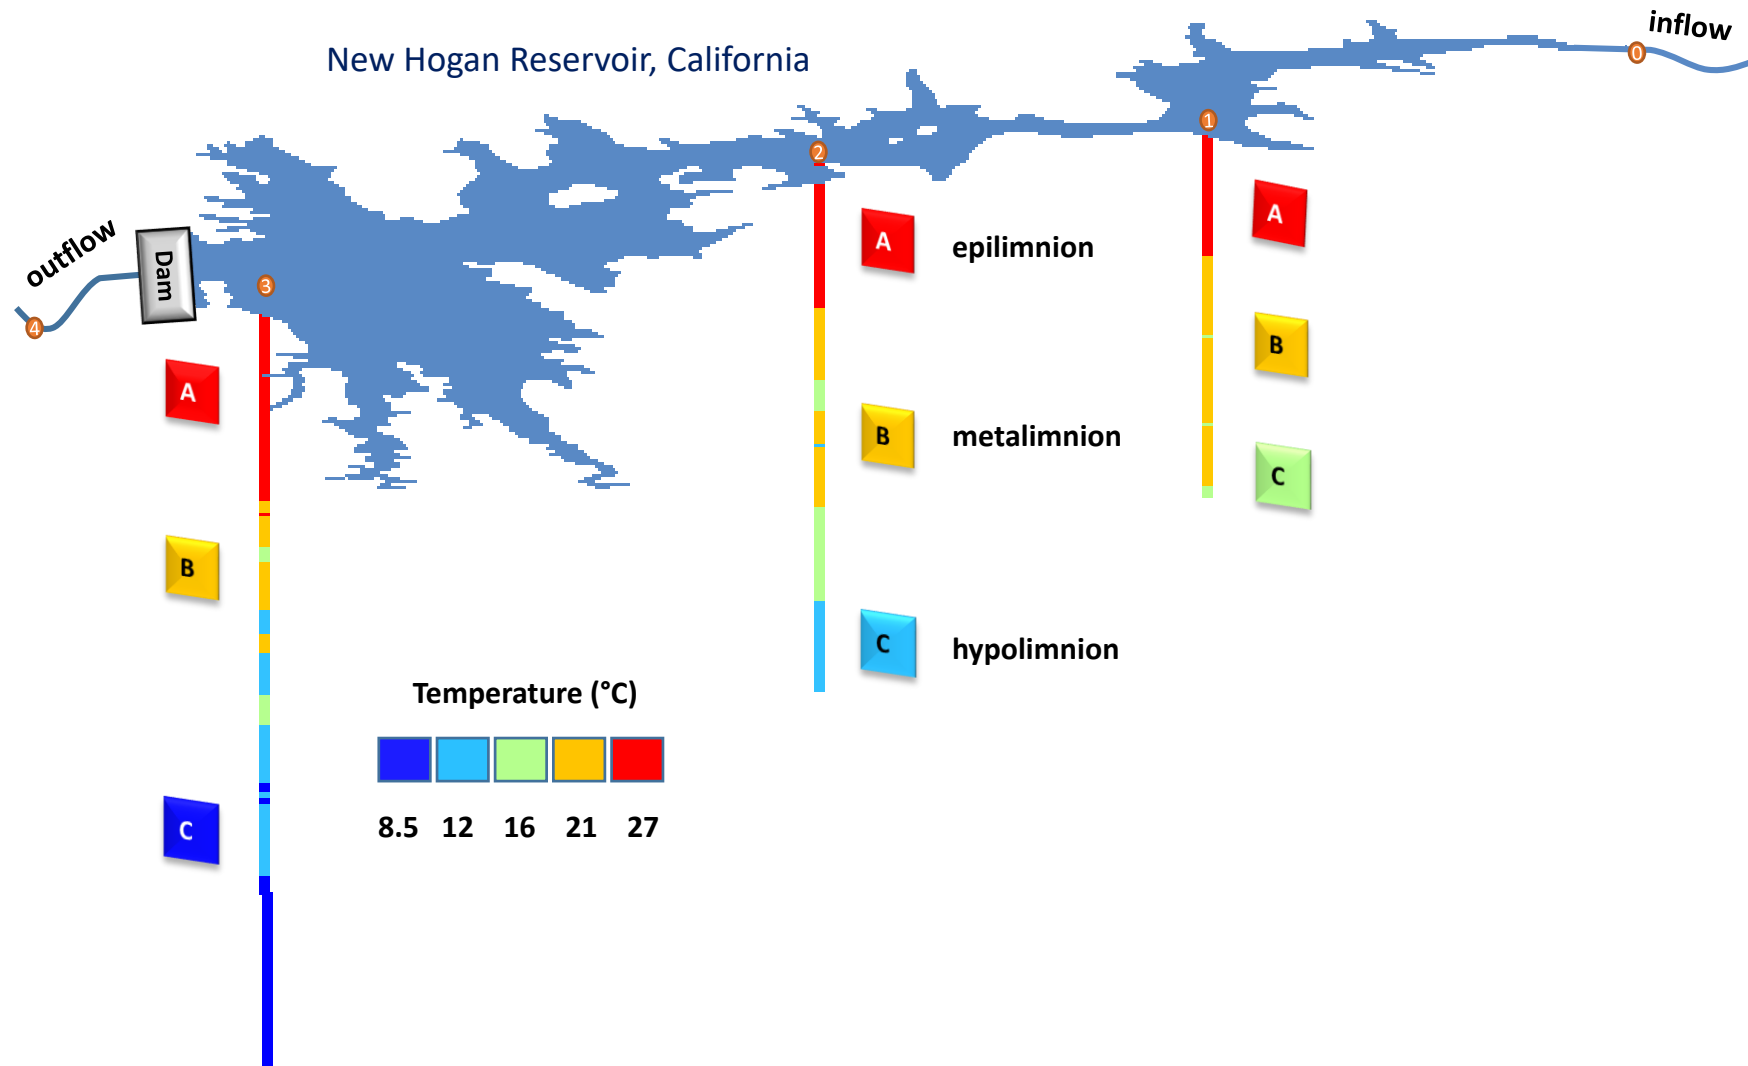 New Hogan Reservoir, California
inflow
0
1
2
A
A
epilimnion
outflow
Dam
3
4
B
A
B
metalimnion
C
B
C
hypolimnion
Temperature (°C)
8.5 12 16 21 27
C